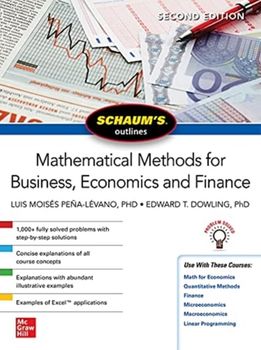 SECOND EDITION
SCHAUM'S
outlines
Mathematical Methods for
Business, Economics and Finance
LUIS MOISÉS PEÑA-LÉVANO, PHD • EDWARD T. DOWLING, PhD
1,000+ fully solved problems with
step-by-step solutions
Concise explanations of all
course concepts
Explanations with abundant
illustrative examples
Examples of Excel™ applications
PROBLEM SOLVED
Use With These Courses:
Math for Economics
Quantitative Methods
Finance
Microeconomics
Macroeconomics
Linear Programming
Mc
Graw
Hill